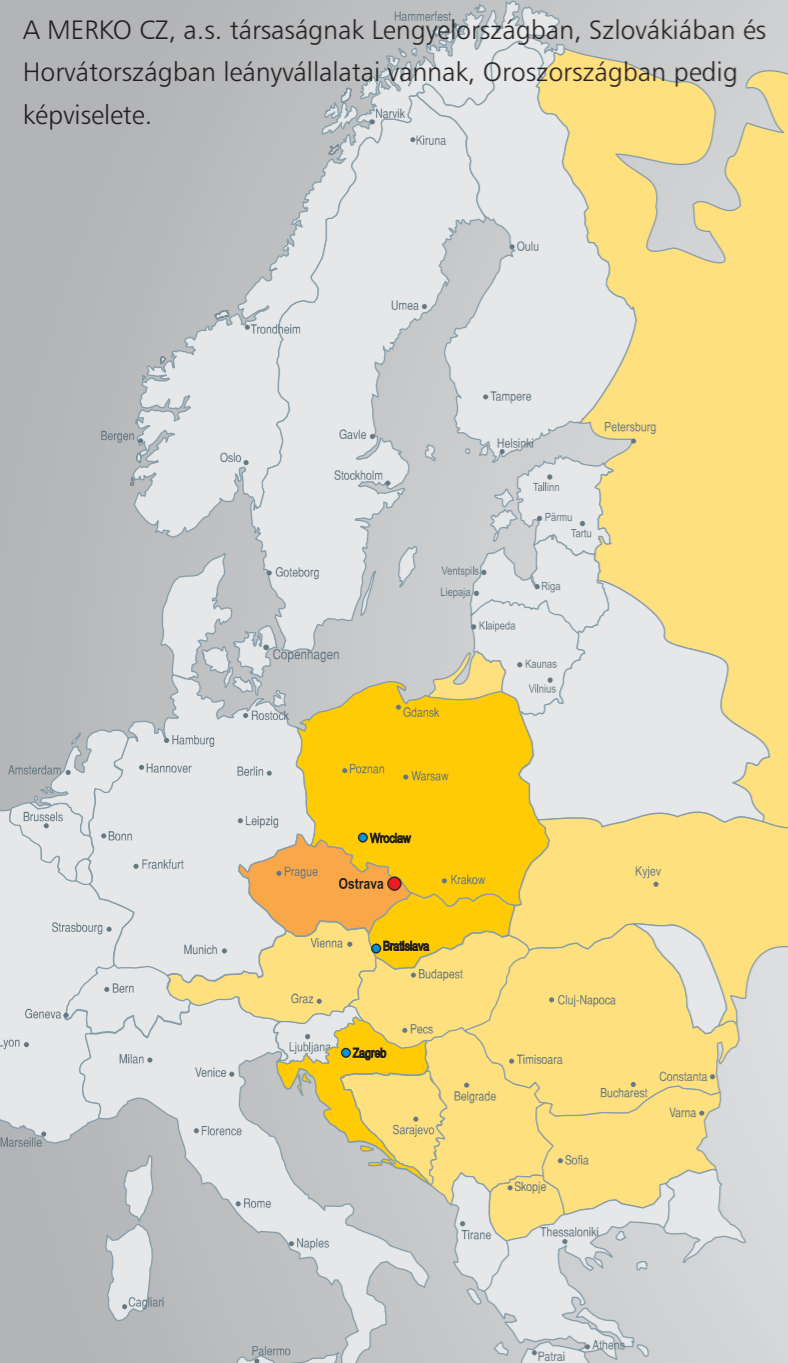 Hammerfest
A MERKO CZ, a.s. társaságnak Lengyelországban, Szlovákiában és
Horvátországban leányvállalatai vannak, Oroszországban pedig
képviselete.
Narvik
Kiruna
Oulu
Umea
Trondheim
Tampere
Bergen
Gavle
Helsinki
Petersburg
Oslo
Stockholm
Tallinn
Pärmu
Tartu
Goteborg
Ventspils
Riga
Liepaja
Klaipeda
Copenhagen
Kaunas
Vilnius
Rostock
Gdansk
Hamburg
Amsterdam
Hannover
Berlin
Poznan
Warsaw
Brussels
Leipzig
Bonn
Wroclaw
Frankfurt
Prague
Ostrava
Krakow
Kyjev
Strasbourg
Munich
Vienna
Bratislava
Budapest
Bern
Graz
Cluj-Napoca
Geneva
Pecs
Lyon
Ljubljana
Zagreb
Milan
Venice
Timisoara
Constanta
Belgrade
Bucharest
Varna
Marseille
Florence
Sarajevo
Sofia
Skopje
Rome
Tirane
Thessaloniki
Naples
Cagliari
Palermo
Athens
Patrai